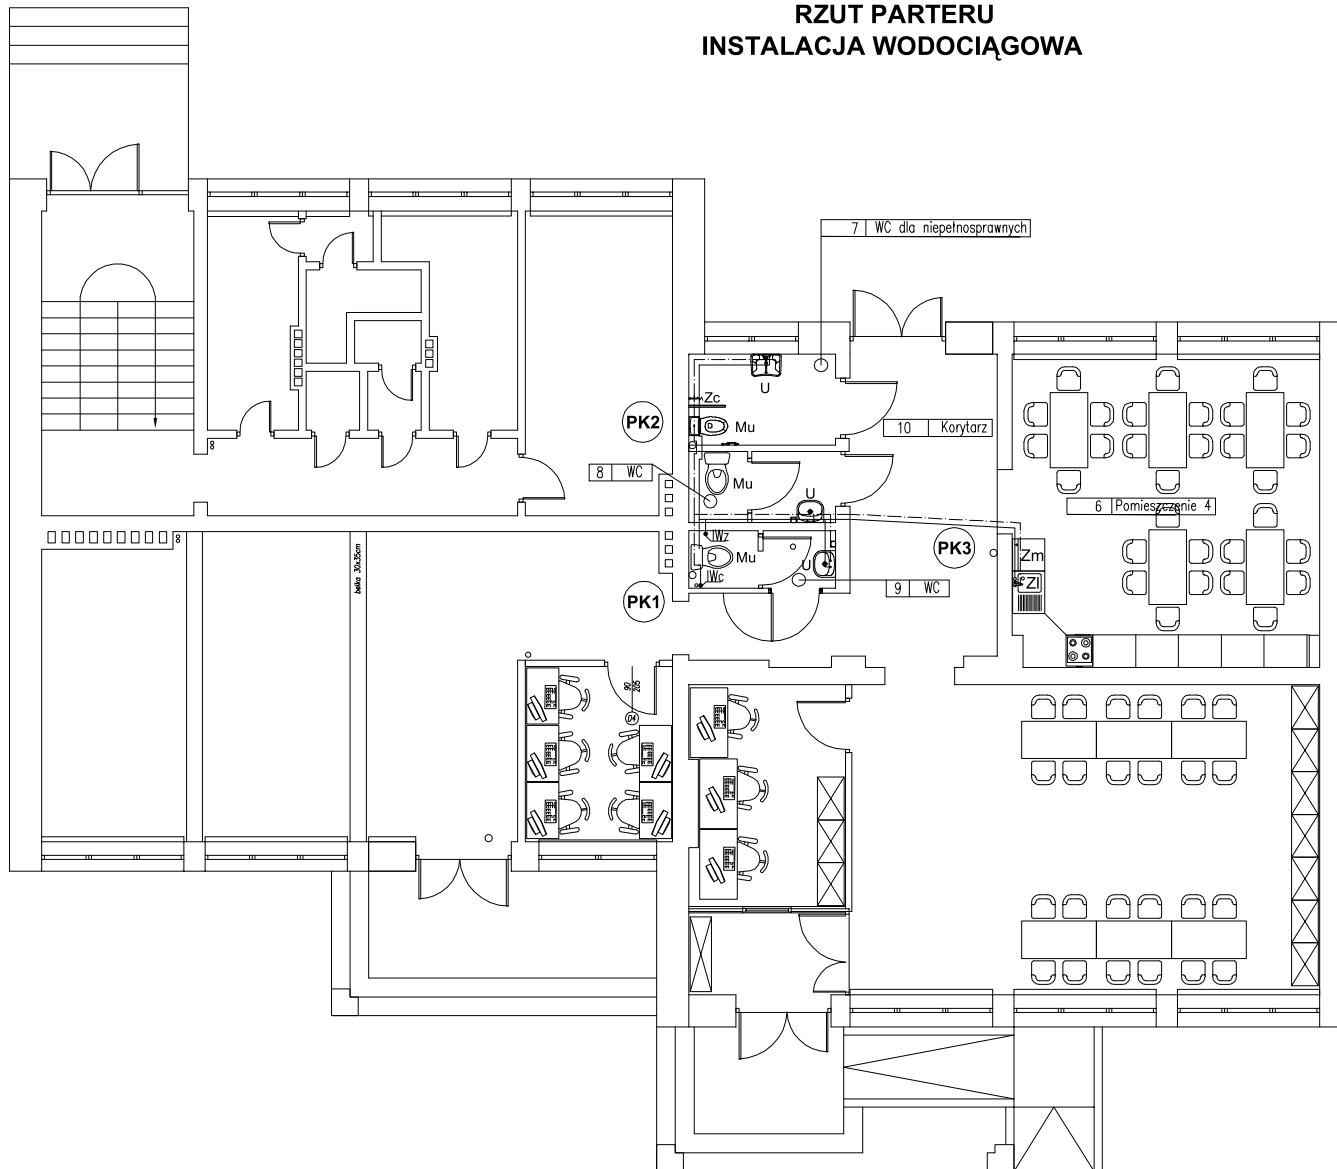 RZUT PARTERU
INSTALACJA WODOCIĄGOWA
7 WC dla niepełnosprawnych
U
Zc
PK2
Mu
10 Korytarz
8 WC
Mu
U
6 Pomieszczenie 4
IWz
PK3
Mu
U
Zm
IWc
Zl
9 WC
PK1
belka 30x35cm
90
205
D4